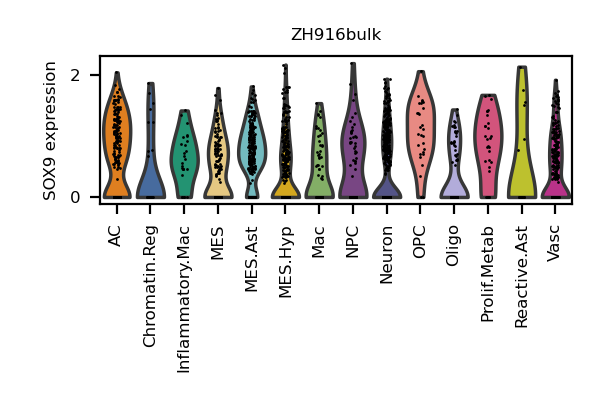 ZH916bulk
SOX9 expression
2
0
AC
Chromatin.Reg
Inflammatory.Mac
MES
MES.Ast
MES.Hyp
Mac
NPC
Neuron
OPC
Oligo
Prolif.Metab
Reactive.Ast
Vasc